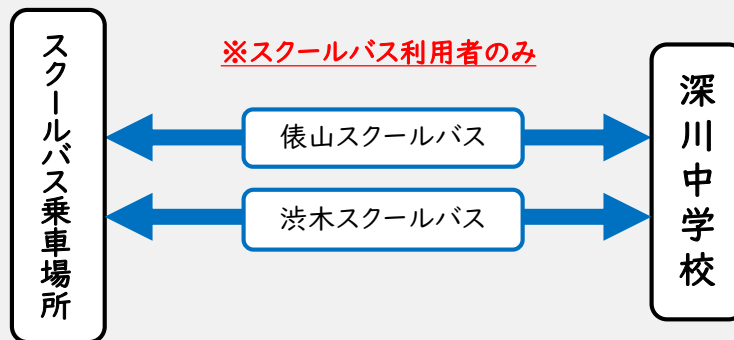 スクールバス乗車場所
※スクールバス利用者のみ
俵山スクールバス
渋木スクールバス
深川中学校